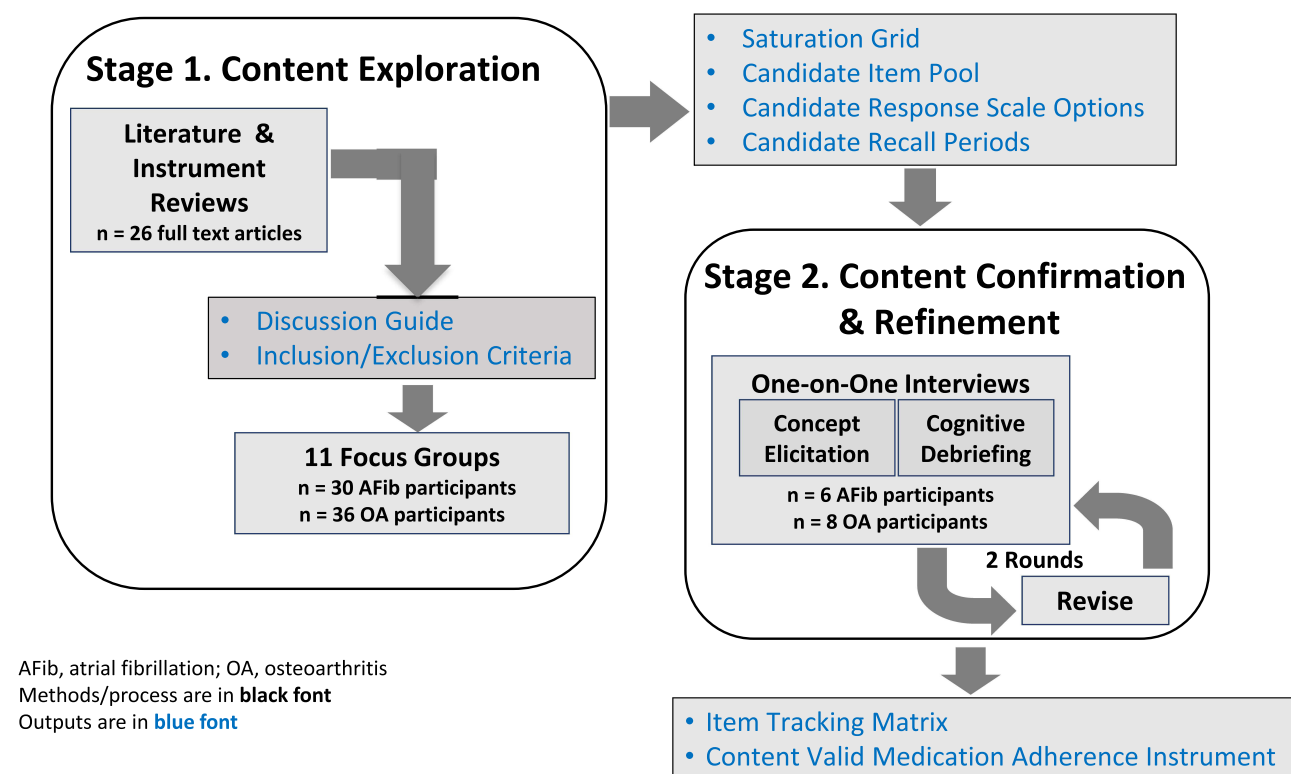 Stage 1. Content Exploration
Literature & 
Instrument
Reviews
n = 26 full text articles
• Discussion Guide
• Inclusion/Exclusion Criteria
11 Focus Groups
n = 30 AFib participants
n = 36 OA participants
• Saturation Grid
• Candidate Item Pool
• Candidate Response Scale Options
• Candidate Recall Periods
Stage 2. Content Confirmation
& Refinement
One-on-One Interviews
Concept
Elicitation
Cognitive
Debriefing
n = 6 AFib participants
n = 8 OA participants
2 Rounds
Revise
• Item Tracking Matrix
• Content Valid Medication Adherence Instrument
AFib, atrial fibrillation; OA, osteoarthritis
Methods/process are in black font
Outputs are in blue font